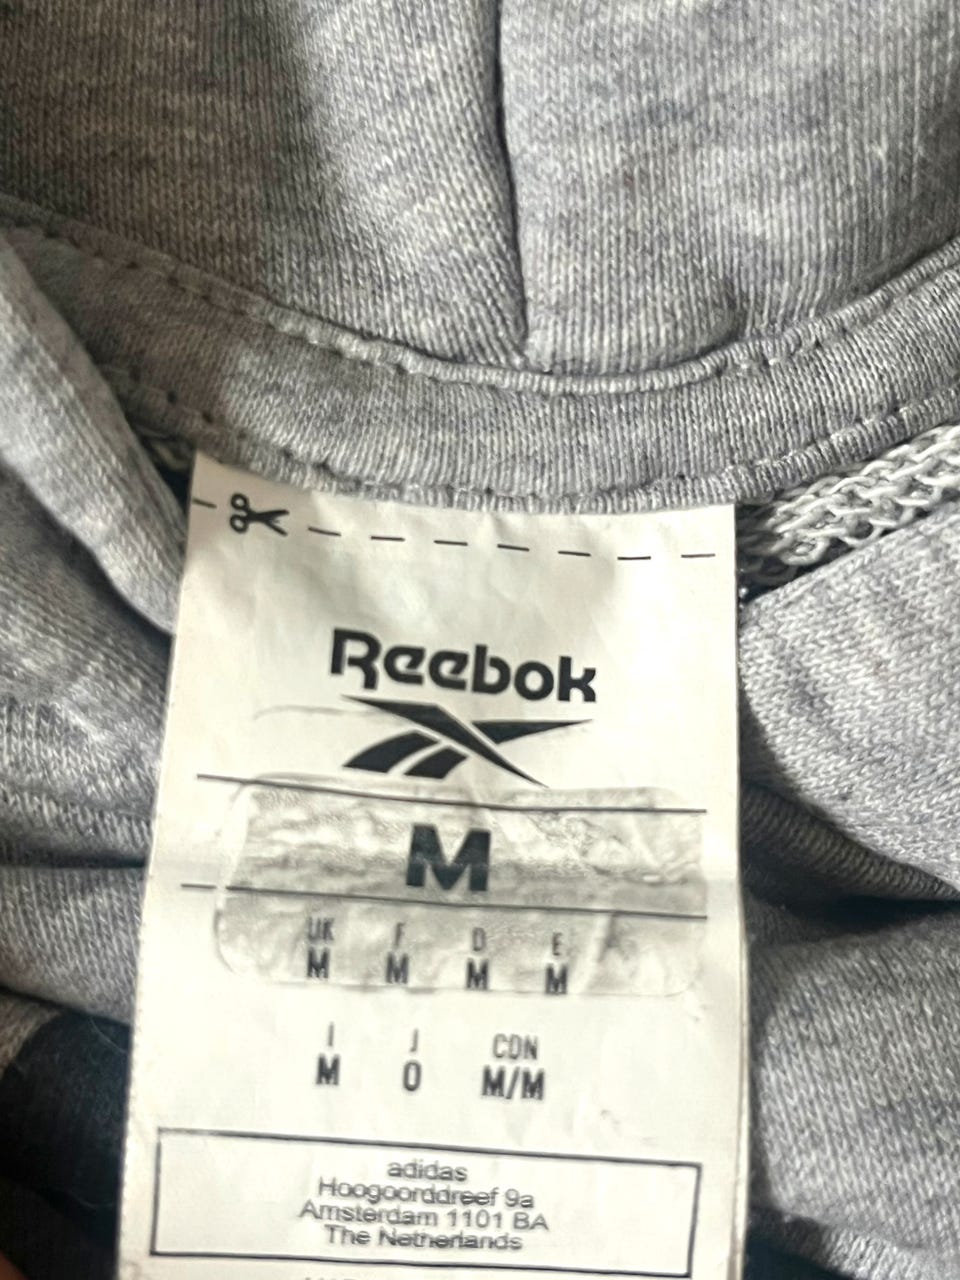 Reebok
M
UK F D E
M M M M
I J CDN
M O M/M
adidas
Hoogoorddreef 9a
Amsterdam 1101 BA
The Netherlands